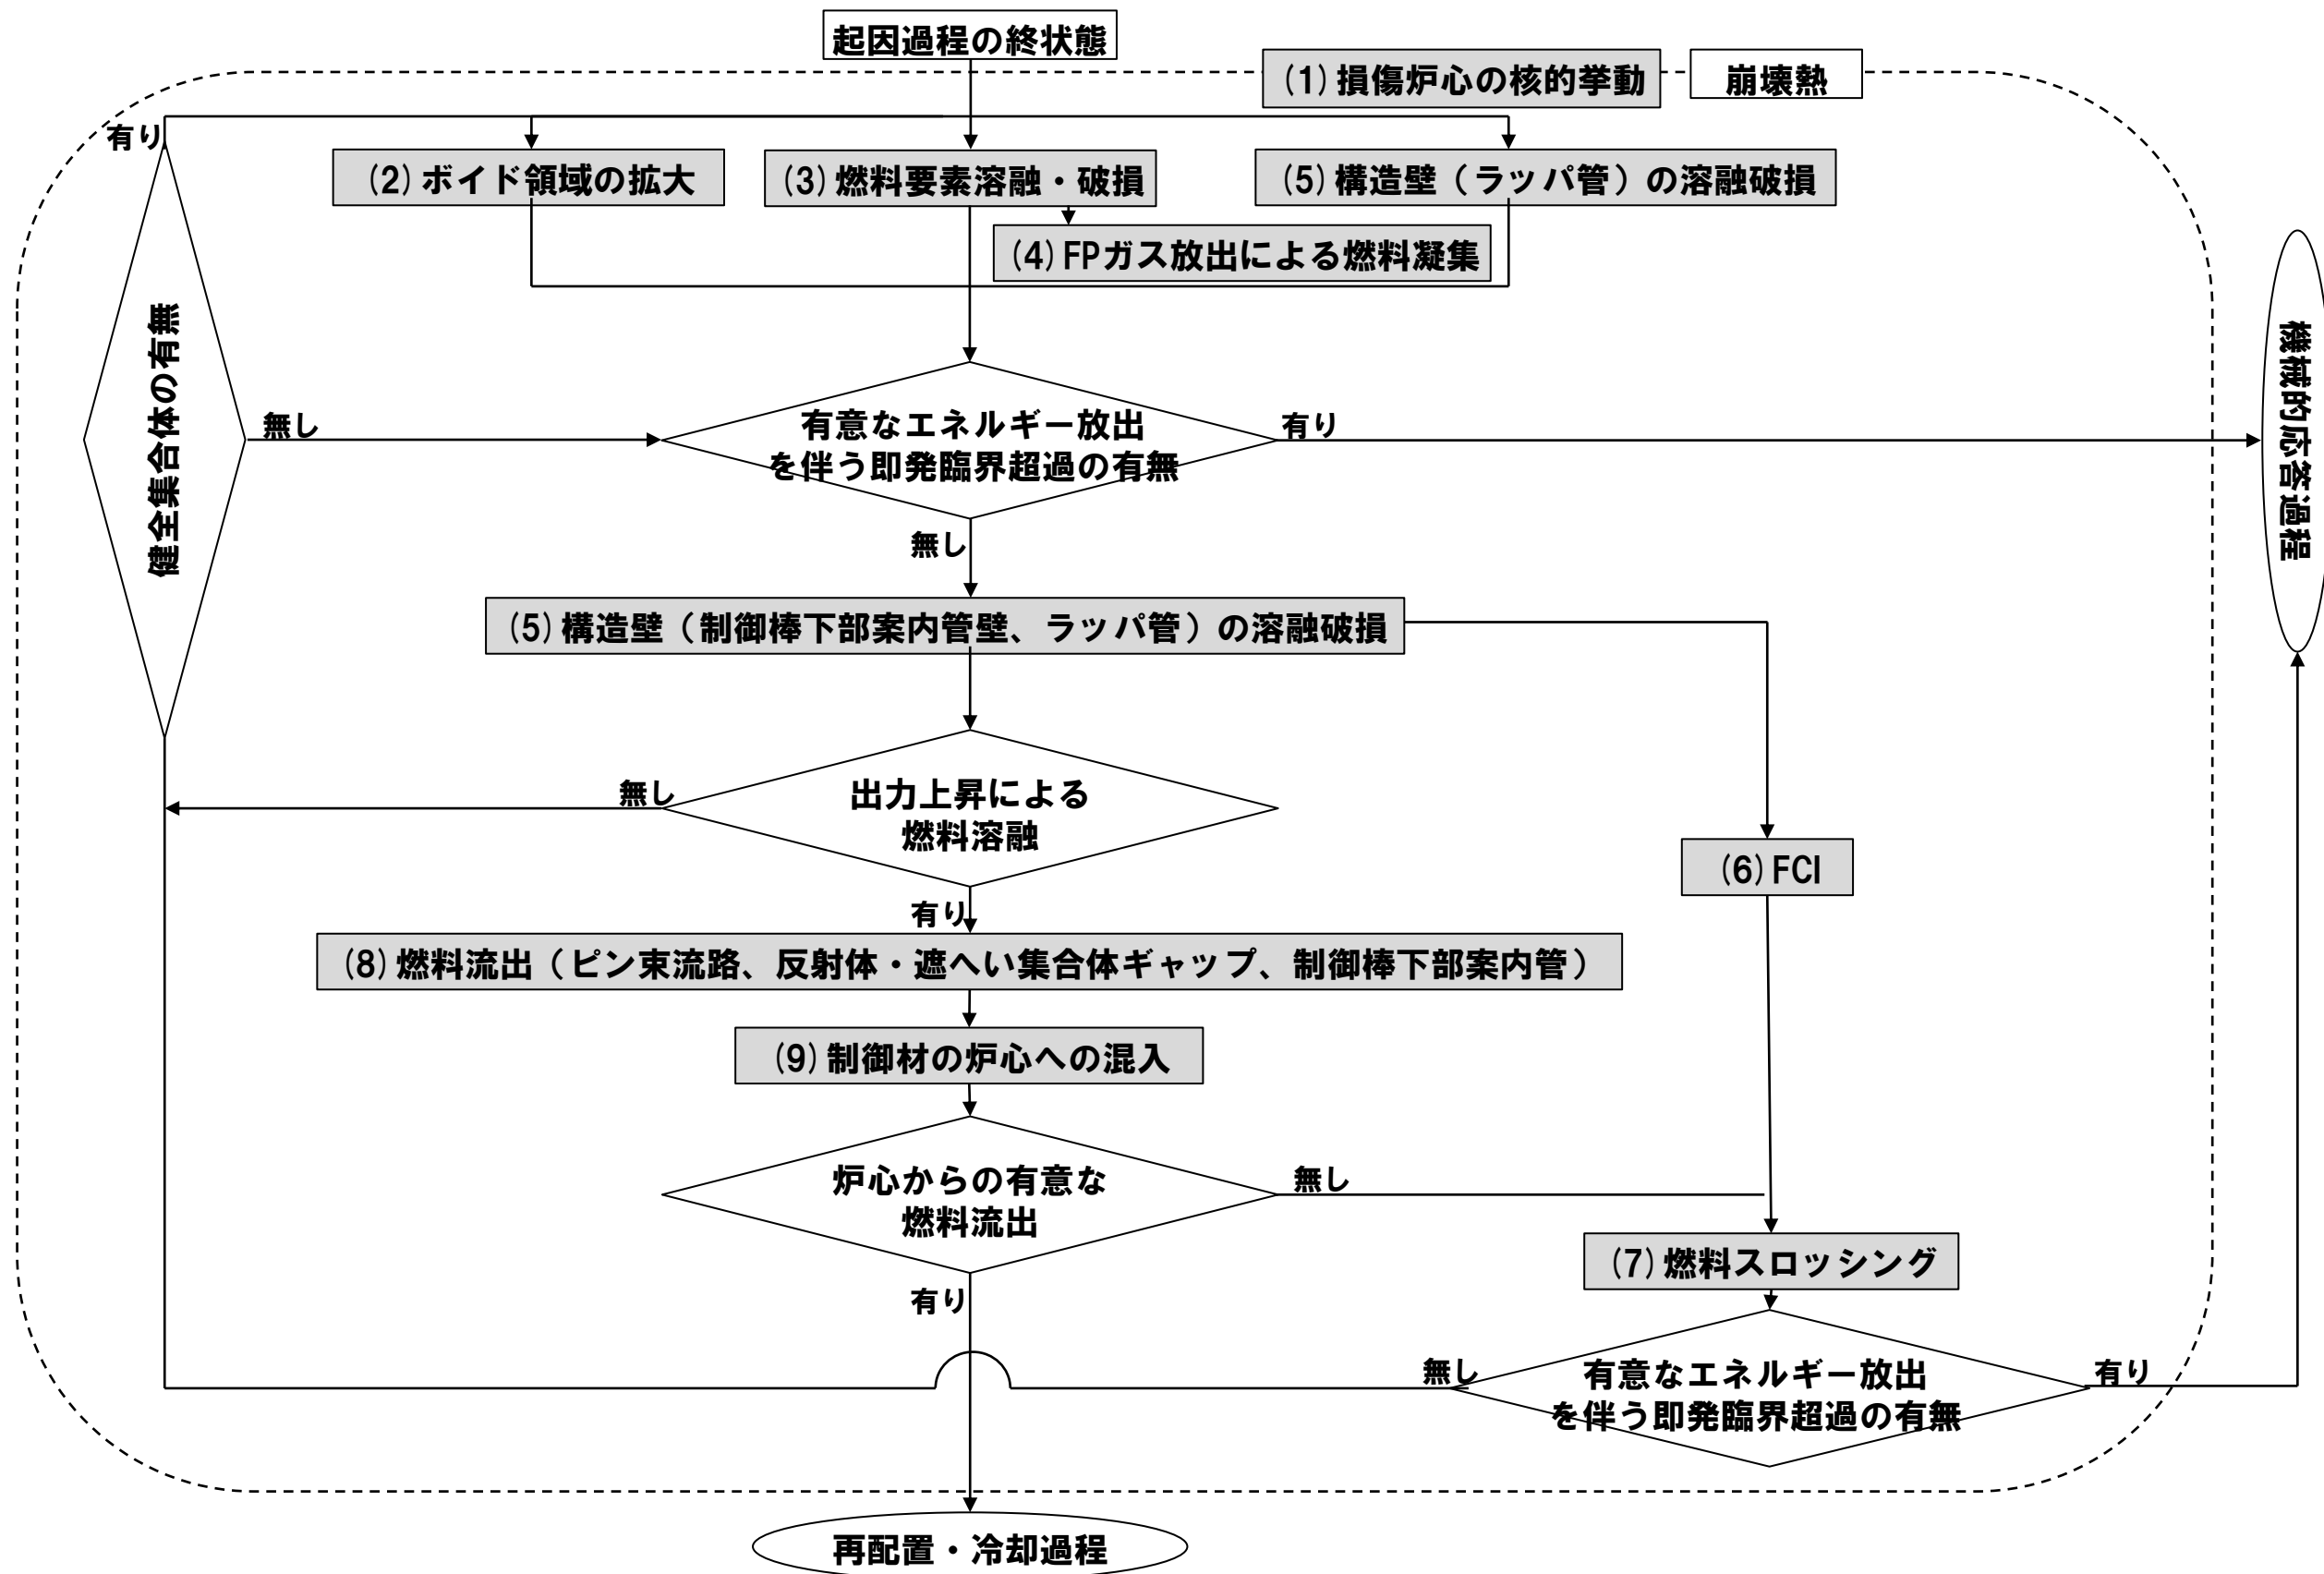 起因過程の終状態
(1)損傷炉心の核的挙動
崩壊熱
有り
(2)ボイド領域の拡大
(3)燃料要素溶融・破損
(5)構造壁（ラッパ管）の溶融破損
(4)FPガス放出による燃料凝集
健全集合体の有無
機械的応答過程
無し
有意なエネルギー放出
を伴う即発臨界超過の有無
有り
無し
(5)構造壁（制御棒下部案内管壁、ラッパ管）の溶融破損
無し
出力上昇による
燃料溶融
(6)FCI
有り
(8)燃料流出（ピン束流路、反射体・遮へい集合体ギャップ、制御棒下部案内管）
(9)制御材の炉心への混入
炉心からの有意な
燃料流出
無し
(7)燃料スロッシング
有り
無し
有意なエネルギー放出
を伴う即発臨界超過の有無
有り
再配置・冷却過程